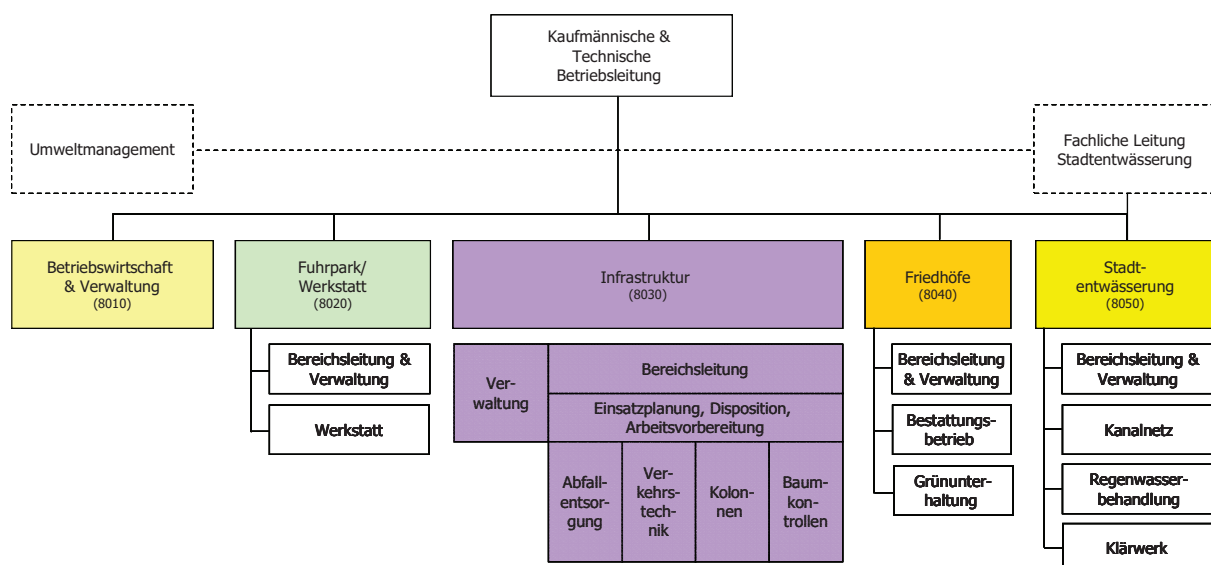 Kaufmännische &
Technische
Betriebsleitung
Umweltmanagement
Fachliche Leitung
Stadtentwässerung
Betriebswirtschaft
& Verwaltung
(8010)
Fuhrpark/
Werkstatt
(8020)
Infrastruktur
(8030)
Friedhöfe
(8040)
Stadt-
entwässerung
(8050)
Bereichsleitung &
Verwaltung
Werkstatt
Ver-
waltung
Bereichsleitung
Einsatzplanung, Disposition,
Arbeitsvorbereitung
Abfall-
entsor-
gung
Ver-
kehrs-
tech-
nik
Kolon-
nen
Baum-
kon-
trollen
Bereichsleitung
& Verwaltung
Bestattungs-
betrieb
Grünunter-
haltung
Bereichsleitung &
Verwaltung
Kanalnetz
Regenwasser-
behandlung
Klärwerk